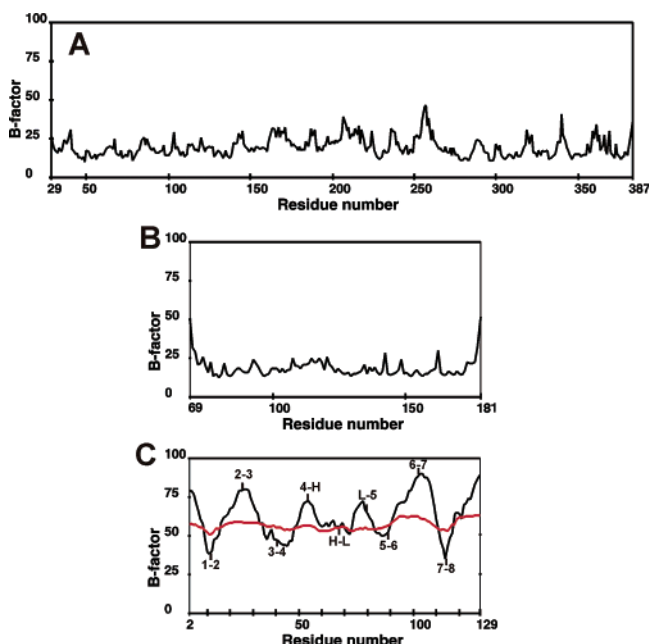 A
B-factor
100
75
50
25
0
29 50 100 150 200 250 300 350 387
Residue number
B
B-factor
100
75
50
25
0
69 100 150 181
Residue number
C
B-factor
100
75
50
25
0
2-3
4-H
L-5
6-7
1-2
3-4
H-L
5-6
7-8
2 50 100 129
Residue number